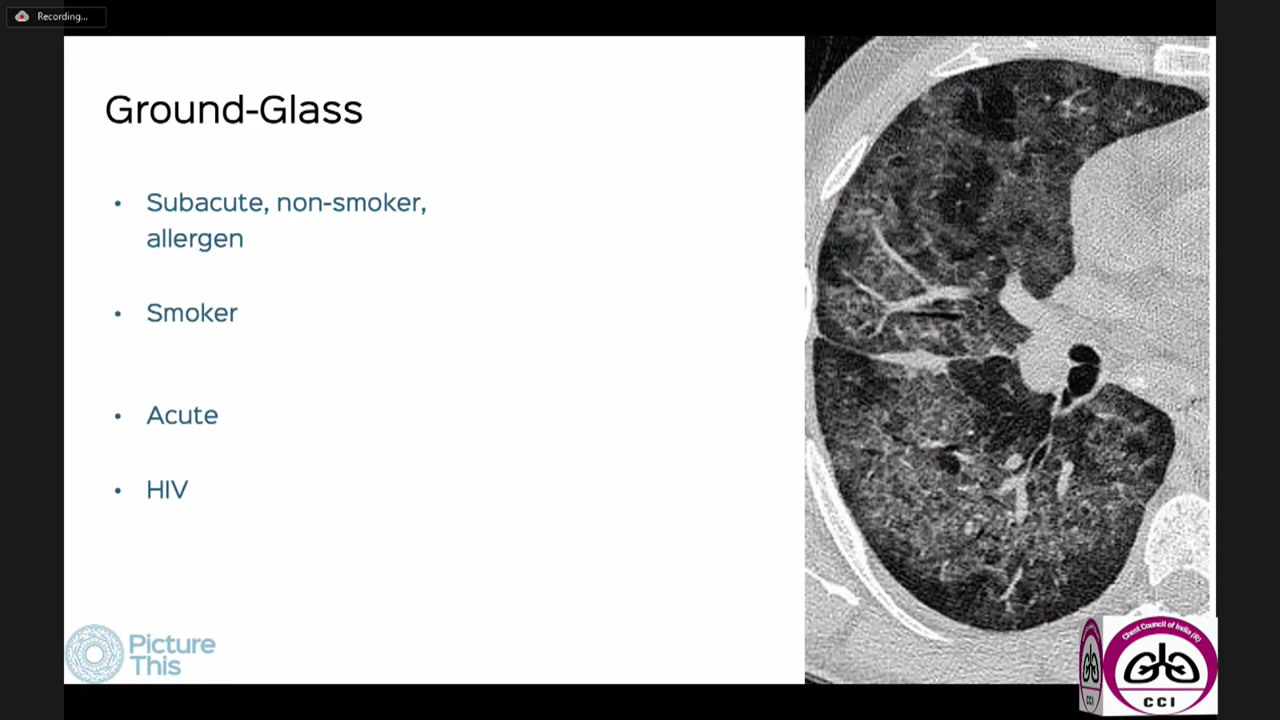 Recording...
Ground-Glass
• Subacute, non-smoker,
allergen
• Smoker
• Acute
• HIV
Picture
This
Chest Council of India (R)
CCI